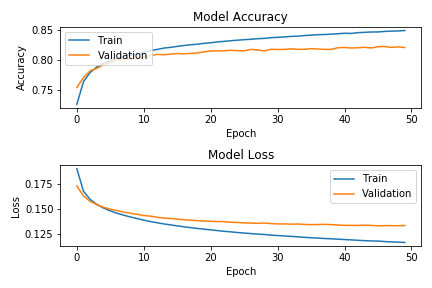 Model Accuracy
0.85
0.80
0.75
Accuracy
Train
Validation
0 10 20 30 40 50
Epoch
Model Loss
0.175
0.150
0.125
Loss
Train
Validation
0 10 20 30 40 50
Epoch